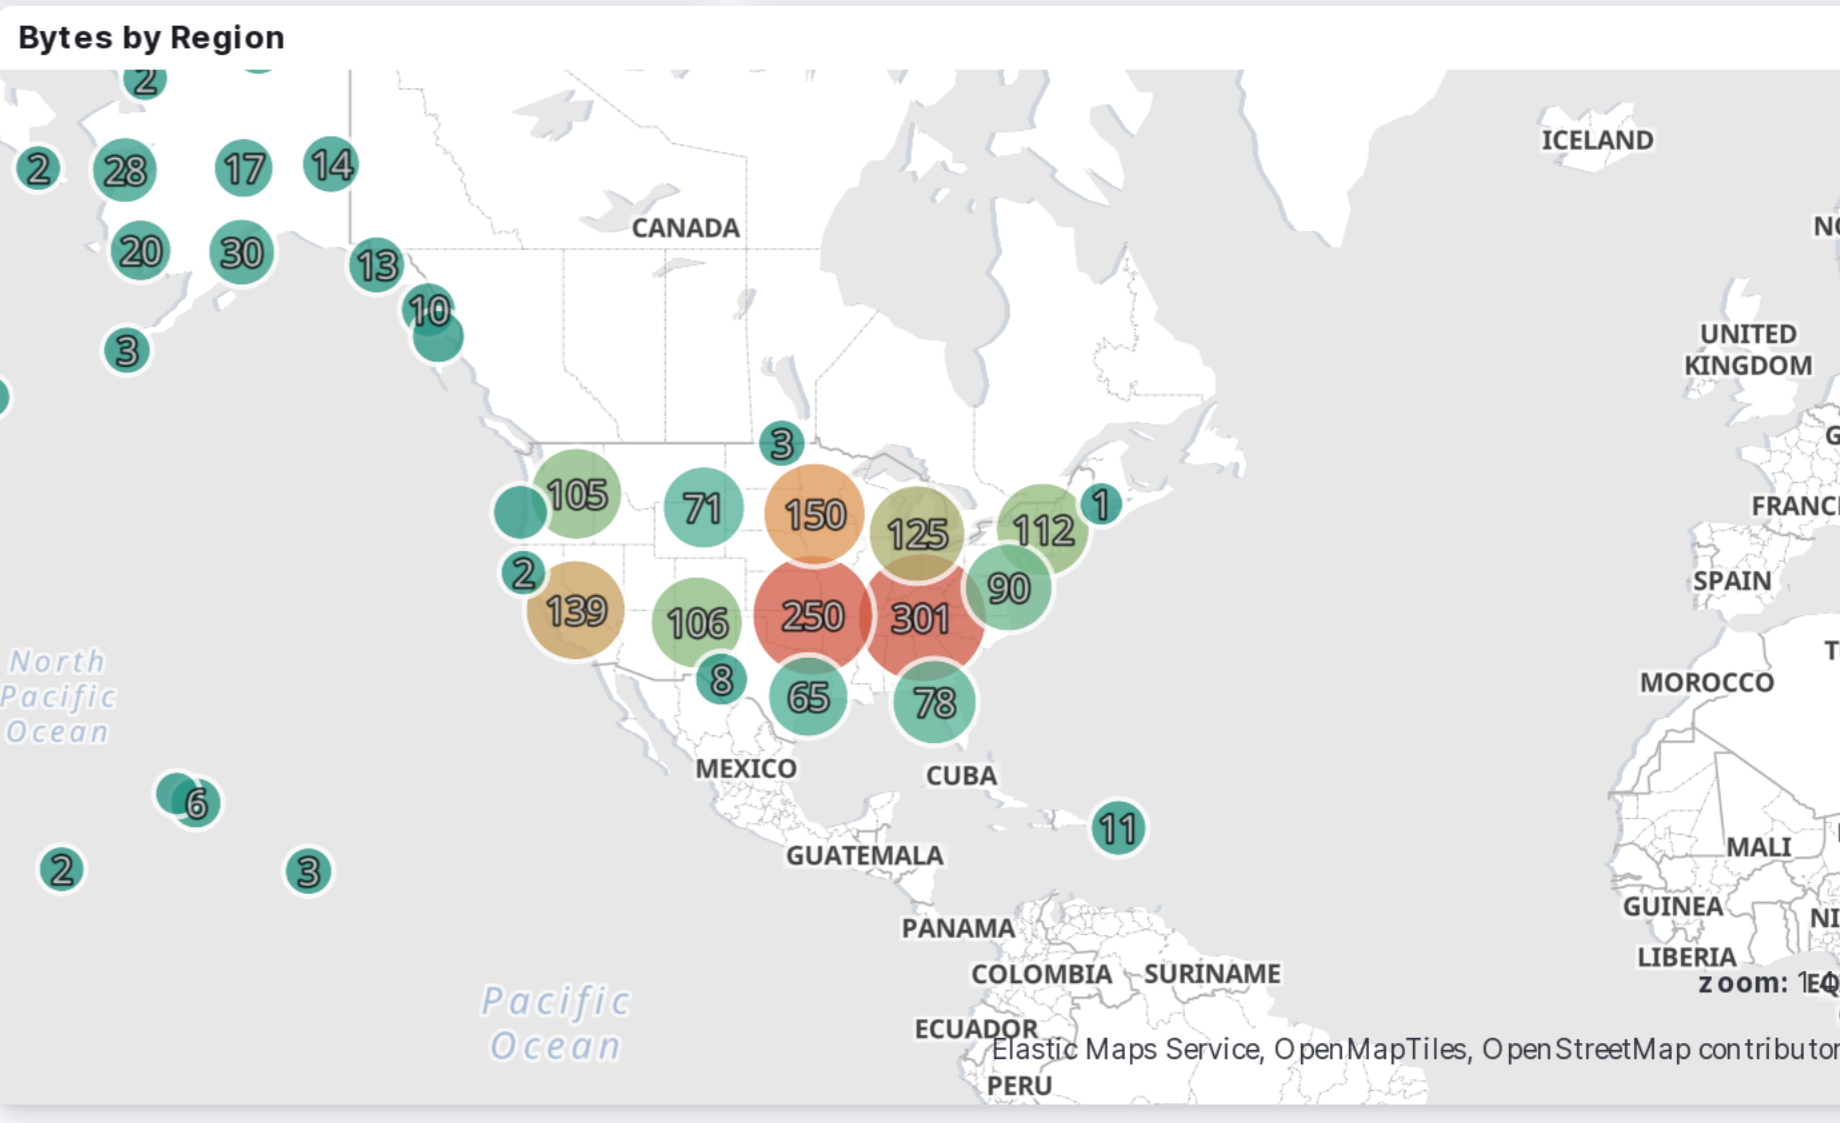 Bytes by Region
2
ICELAND
2
28
17
14
CANADA
20
30
13
10
UNITED
KINGDOM
3
3
105
71
150
125
112
1
2
139
106
250
301
90
SPAIN
8
65
78
North
Pacific
Ocean
MOROCCO
MEXICO
CUBA
6
11
2
3
GUATEMALA
MALI
GUINEA
PANAMA
LIBERIA
COLOMBIA
SURINAME
zoom:
Pacific
Ocean
ECUADOR
Elastic Maps Service, OpenMapTiles, OpenStreetMap
PERU